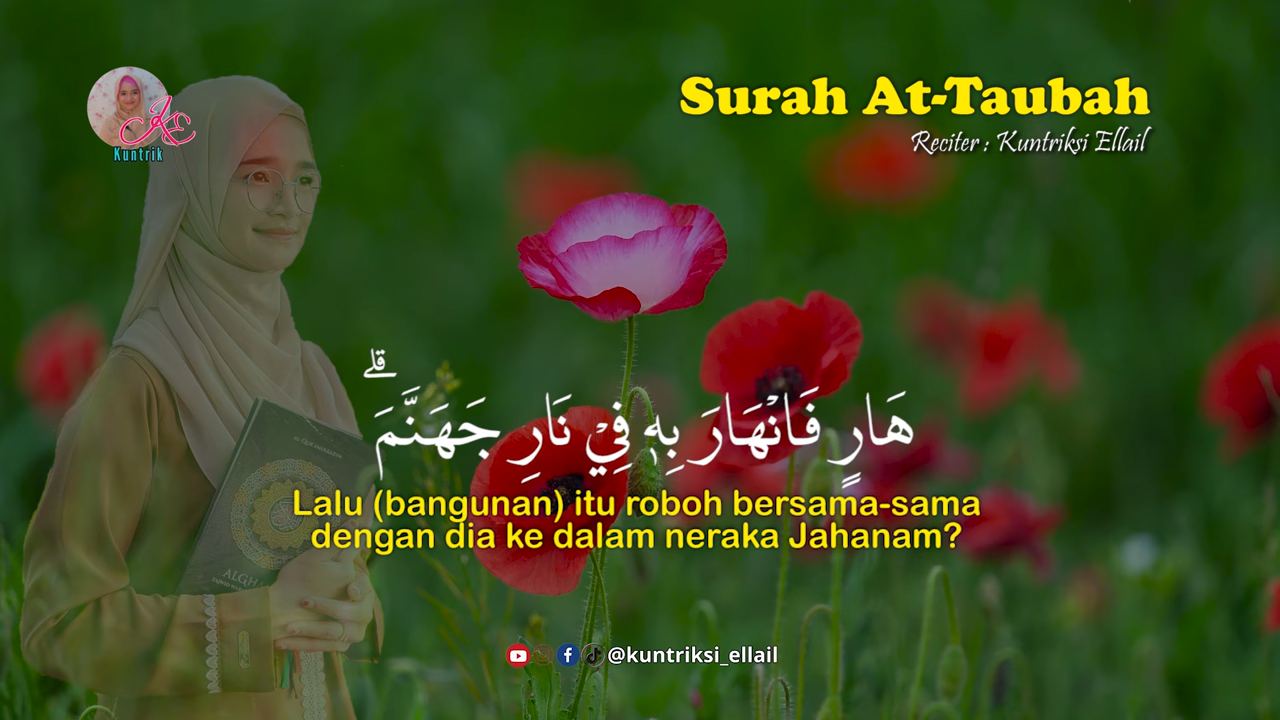 Kuntrik
Surah At-Taubah
Reciter : Kuntriksi Ellail
هَارٍ فَانْهَارَ بِهٖ فِيْ نَارِ جَهَنَّمَ ۗ
Lalu (bangunan) itu roboh bersama-sama
dengan dia ke dalam neraka Jahanam?
@kuntriksi_ellail